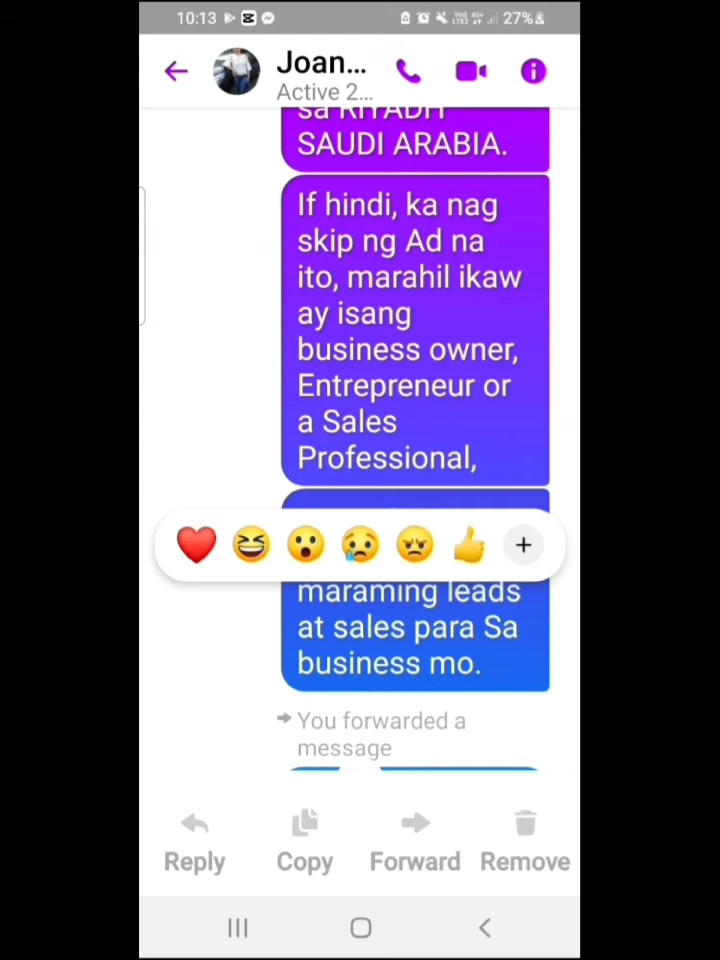 10:13 27%
Joan...
Active 2...
sa RIYADH
SAUDI ARABIA.
If hindi, ka nag
skip ng Ad na
ito, marahil ikaw
ay isang
business owner,
Entrepreneur or
a Sales
Professional,
maraming leads
at sales para Sa
business mo.
You forwarded a
message
Reply Copy Forward Remove